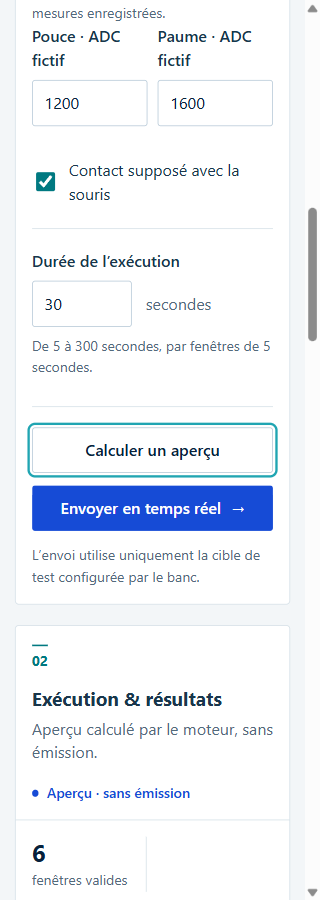 mesures enregistrées.
Pouce · ADC fictif
Paume · ADC fictif
1200
1600
Contact supposé avec la
souris
Durée de l'exécution
30
secondes
De 5 à 300 secondes, par fenêtres de 5
secondes.
Calculer un aperçu
Envoyer en temps réel →
L'envoi utilise uniquement la cible de
test configurée par le banc.
02
Exécution & résultats
Aperçu calculé par le moteur, sans
émission.
Aperçu · sans émission
6
fenêtres valides